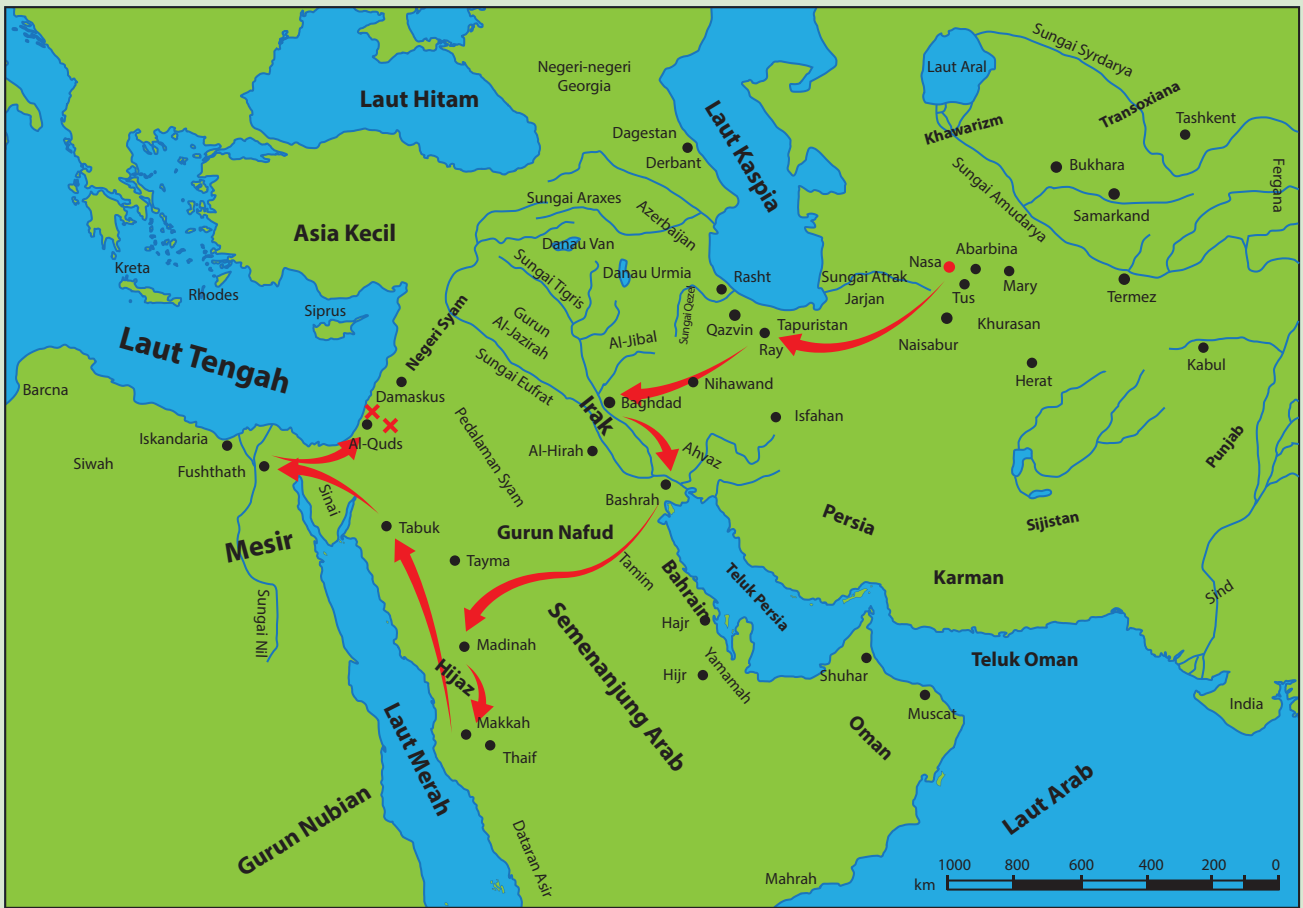 Laut Hitam
Negeri-negeri
Georgia
Laut Kaspia
Laut Aral
Sungai Syrdarya
Transoxiana
Tashkent
Khawarizm
Dagestan
Derbant
Bukhara
Fergana
Sungai Araxes
Azerbaijan
Sungai Amudarya
Samarkand
Asia Kecil
Danau Van
Sungai Tigris
Danau Urmia
Rasht
Sungai Atrak
Jarjan
Nasa
Abarbina
Tus
Mary
Termez
Kreta
Rhodes
Siprus
Negeri Syam
Gurun
Al-Jazirah
Al-Jibal
Sungai Qezel
Qazvin
Tapuristan
Ray
Khurasan
Naisabur
Laut Tengah
Sungai Eufrat
Herat
Kabul
Barcna
Damaskus
Nihawand
Baghdad
Irak
Isfahan
Iskandaria
Al-Quds
Pedalaman Syam
Al-Hirah
Ahvaz
Punjab
Siwah
Fushthath
Sinai
Bashrah
Tabuk
Gurun Nafud
Persia
Sijistan
Mesir
Tayma
Tamim
Bahrain
Teluk Persia
Karman
Sind
Sungai Nil
Hajr
Madinah
Semenanjung Arab
Hijaz
Hijr
Yamamah
Shuhar
Teluk Oman
Muscat
India
Laut Merah
Makkah
Thaif
Oman
Gurun Nubian
Dataran Asir
Laut Arab
Mahrah
1000 800 600 400 200 0
km